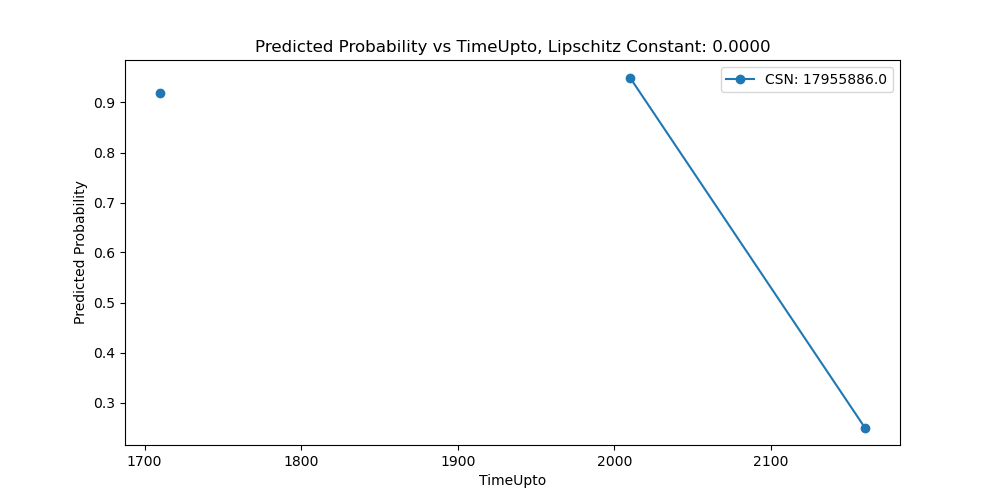 Predicted Probability vs TimeUpto, Lipschitz Constant: 0.0000
CSN: 17955886.0
Predicted Probability
0.9
0.8
0.7
0.6
0.5
0.4
0.3
1700 1800 1900 2000 2100
TimeUpto